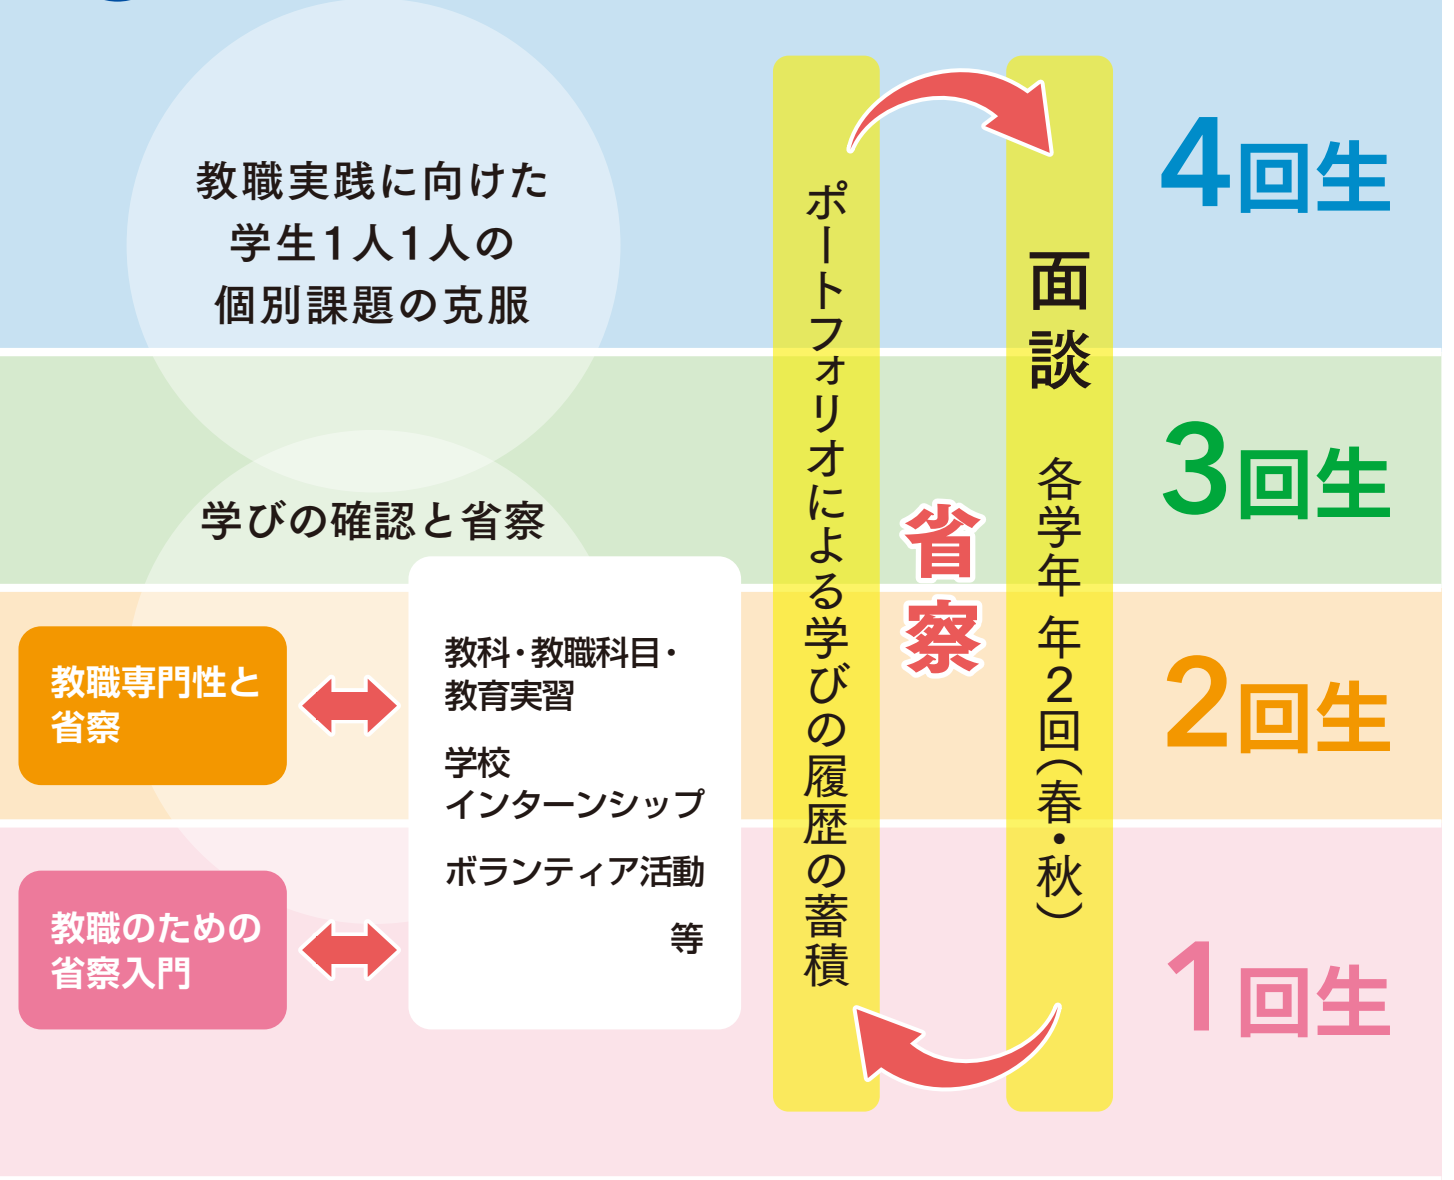 教職実践に向けた
学生1人1人の
個別課題の克服
学びの確認と省察
教職専門性と
省察
教職のための
省察入門
教科・教職科目・
教育実習
学校
インターンシップ
ボランティア活動
等
ポートフォリオによる学びの履歴の蓄積
省察
面談 各学年 年2回(春・秋)
4回生
3回生
2回生
1回生